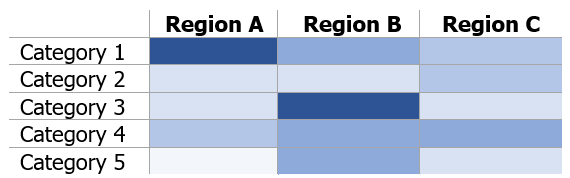 Region A Region B Region C
Category 1
Category 2
Category 3
Category 4
Category 5